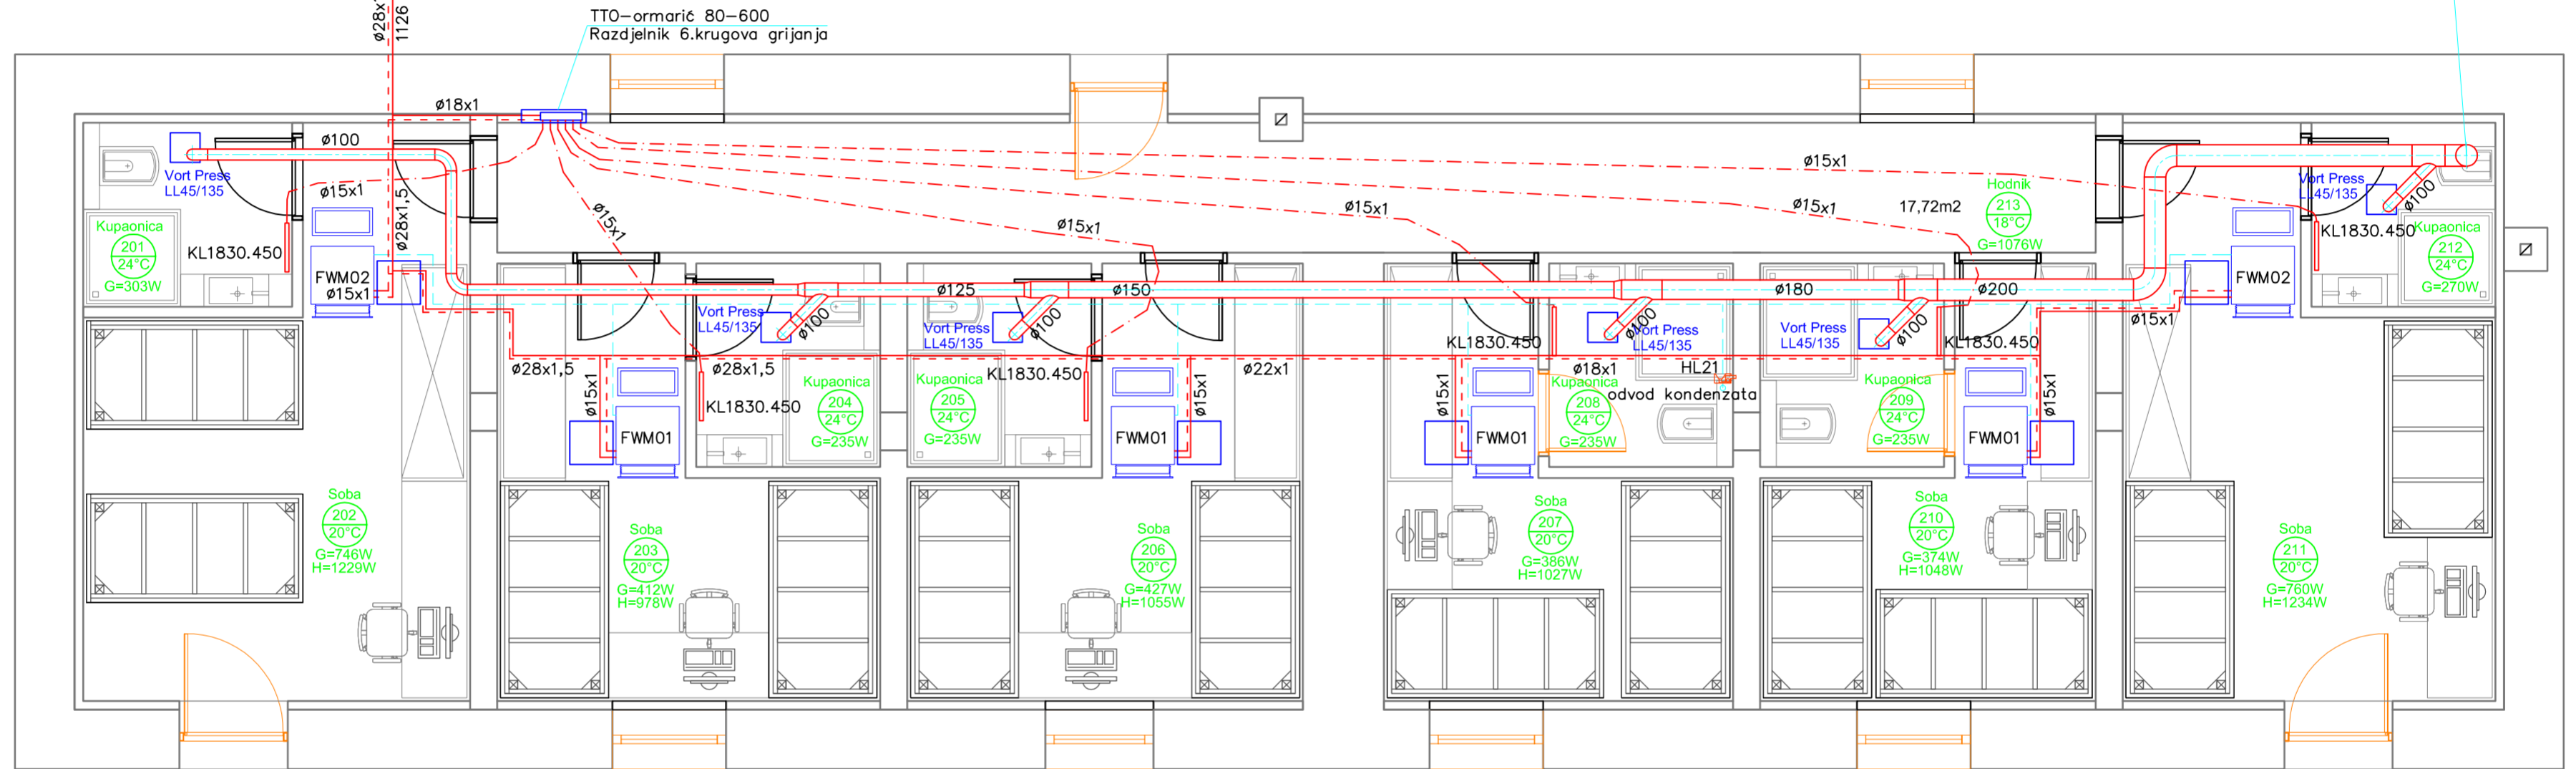 ø28x1
1126
TTO-ormarić 80-600
Razdjelnik 6.krugova grijanja
ø18x1
ø100
Vort Press
LL45/135
ø15x1
ø28x1,5
Kupaonica
201
24°C
G=303W
KL1830.450
FWM02
ø15x1
ø15x1
ø15x1
ø15x1
ø15x1
ø15x1
17,72m2
Hodnik
213
18°C
G=1076W
Vort Press
LL45/135
ø100
KL1830.450
Kupaonica
212
24°C
G=270W
FWM02
ø15x1
Vort Press
LL45/135
ø100
ø125
Vort Press
LL45/135
ø100
ø150
ø100
Vort Press
LL45/135
ø180
Vort Press
LL45/135
ø100
ø200
KL1830.450
KL1830.450
ø28x1,5
ø15x1
ø28x1,5
KL1830.450
Kupaonica
204
24°C
G=235W
Kupaonica
205
24°C
G=235W
KL1830.450
ø15x1
ø22x1
ø15x1
ø18x1
HL21
odvod kondenzata
Kupaonica
208
24°C
G=235W
Kupaonica
209
24°C
G=235W
ø15x1
FWM01
FWM01
FWM01
FWM01
Soba
202
20°C
G=746W
H=1229W
Soba
203
20°C
G=412W
H=978W
Soba
206
20°C
G=427W
H=1055W
Soba
207
20°C
G=386W
H=1027W
Soba
210
20°C
G=374W
H=1048W
Soba
211
20°C
G=760W
H=1234W